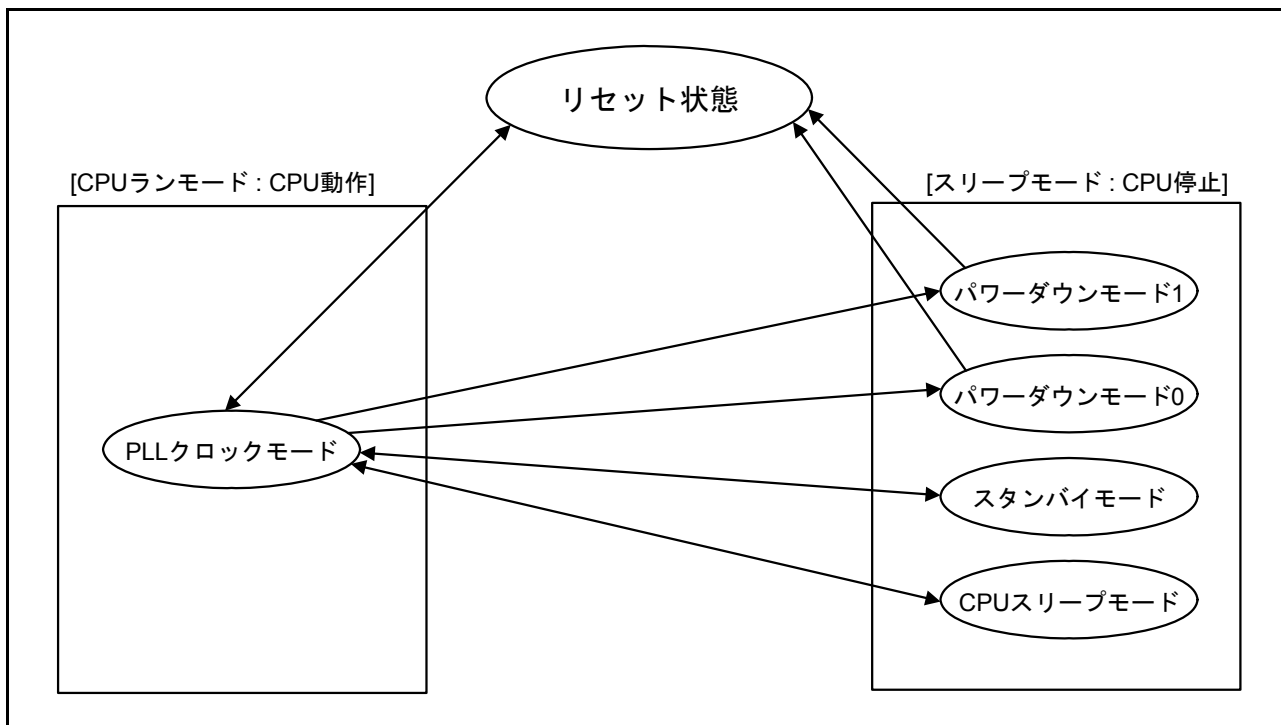 リセット状態
[CPUランモード : CPU動作]
[スリープモード : CPU停止]
パワーダウンモード1
パワーダウンモード0
PLLクロックモード
スタンバイモード
CPUスリープモード